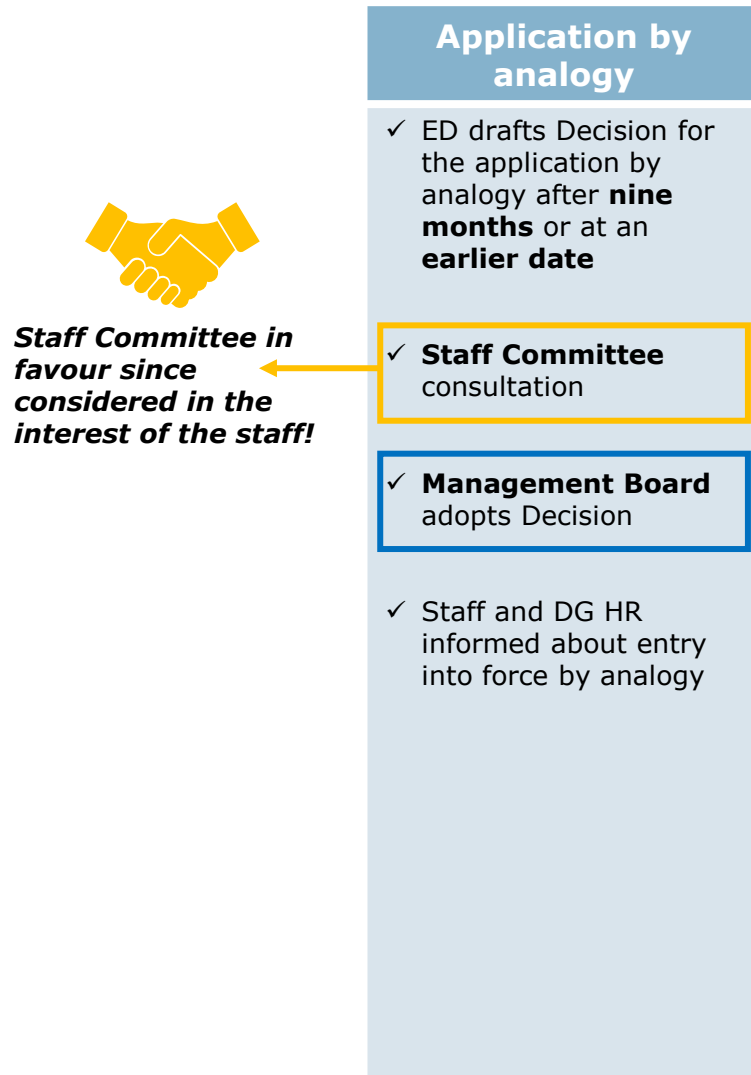 Application by
analogy
✓ ED drafts Decision for
the application by
analogy after nine
months or at an
earlier date
Staff Committee in
favour since
considered in the
interest of the staff!
✓ Staff Committee
consultation
✓ Management Board
adopts Decision
✓ Staff and DG HR
informed about entry
into force by analogy